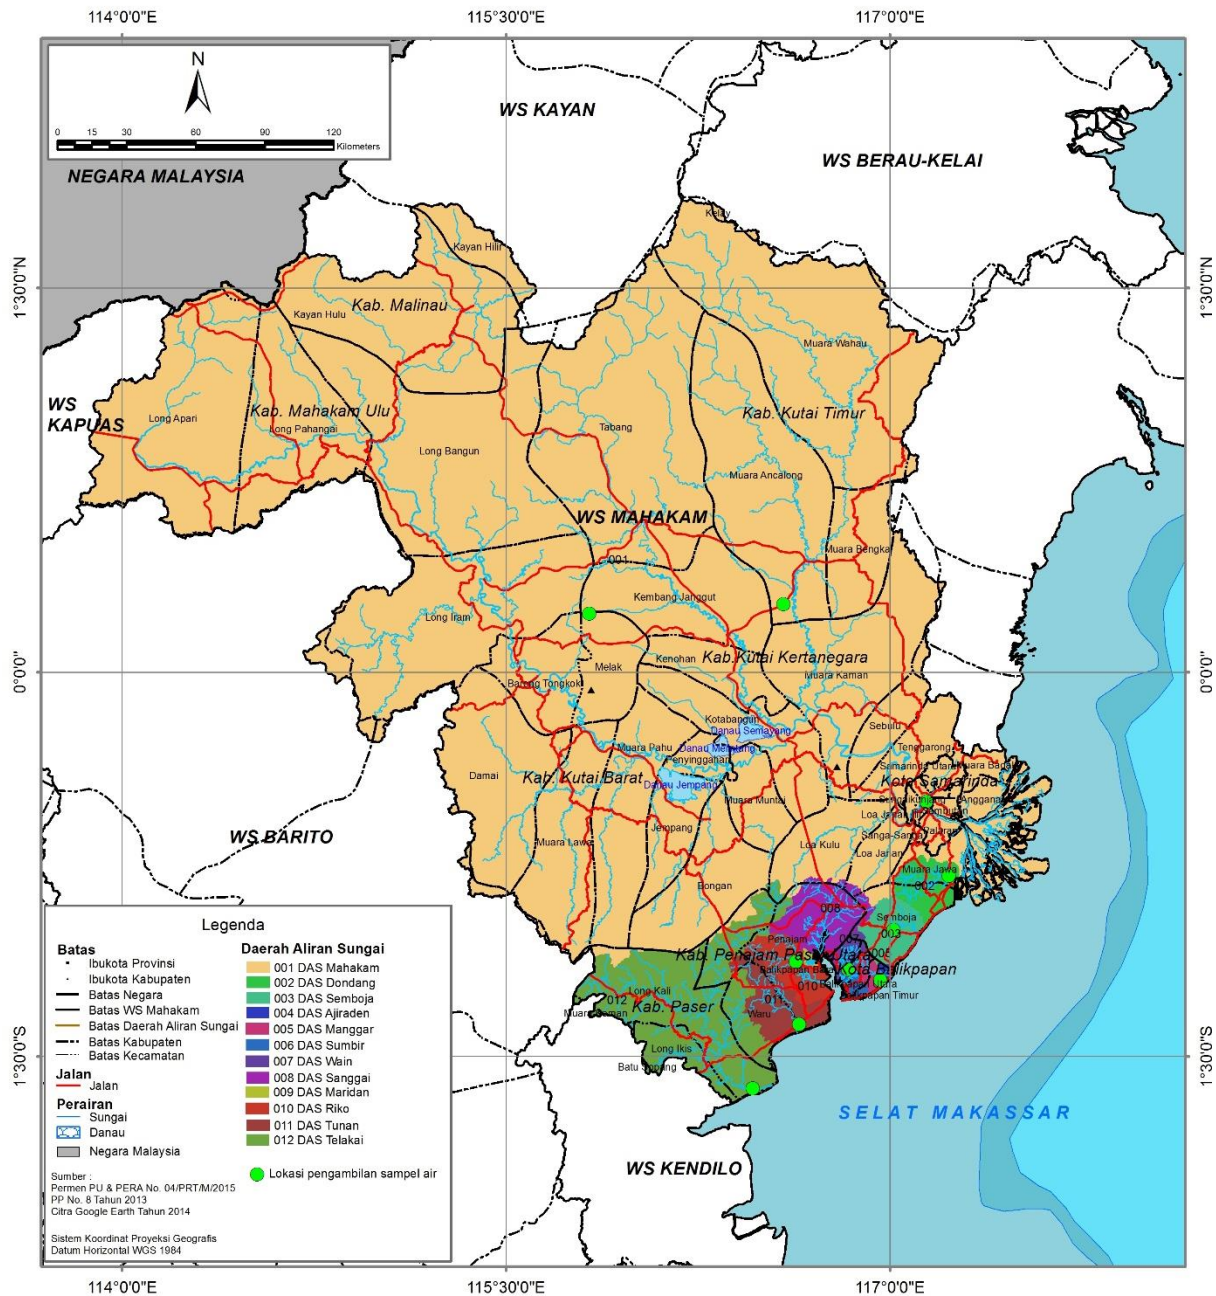 114°0'0"E
115°30'0"E
117°0'0"E
N
0 15 30 60 90 120
Kilometers
NEGARA MALAYSIA
WS KAYAN
WS BERAU-KELAI
Kelay
Kayan Hilir
1°30'0"N
1°30'0"N
Kab. Malinau
Kayan Hulu
Muara Wahau
WS
KAPUAS
Kab. Mahakam Ulu
Long Apari
Long Pahangai
Kab. Kutai Timur
Tabang
Long Bangun
Muara Ancalong
WS MAHAKAM
001
Muara Bengka
Kembang Janggut
Long Iram
Kab. Kutai Kertanegara
Kenohan
Melak
0°0'0"
0°0'0"
Barong Tongkok
Muara Kaman
Kotabangun
Danau Semayang
Sebulu
Muara Pahu
Penyinggahan
Tenggarong
Samarinda Utara
Muara Badak
Damai
Kab. Kutai Barat
Danau Jempang
Kota Samarinda
Muara Muntai
Anggana
Jempang
Sanga-Sanga
Palaran
WS BARITO
Muara Lawa
Loa Kulu
Loa Janan
Muara Jawa
002
Bongan
008
Semboja
003
Penajam
007
Kab. Penajam Paser Utara
Kota Balikpapan
Balikpapan Utara
Balikpapan Timur
010
011
Long Kali
012
Kab. Paser
Waru
Long Ikis
Batu Sopang
1°30'0"S
1°30'0"S
SELAT MAKASSAR
WS KENDILO
Legenda
Batas
Ibukota Provinsi
Ibukota Kabupaten
Batas Negara
Batas WS Mahakam
Batas Daerah Aliran Sungai
Batas Kabupaten
Batas Kecamatan
Jalan
Jalan
Perairan
Sungai
Danau
Negara Malaysia
Daerah Aliran Sungai
001 DAS Mahakam
002 DAS Dondang
003 DAS Semboja
004 DAS Ajiraden
005 DAS Manggar
006 DAS Sumbir
007 DAS Wain
008 DAS Sanggai
009 DAS Maridan
010 DAS Riko
011 DAS Tunan
012 DAS Telakai
Lokasi pengambilan sampel air
Sumber :
Permen PU & PERA No. 04/PRT/M/2015
PP No. 8 Tahun 2013
Citra Google Earth Tahun 2014
Sistem Koordinat Proyeksi Geografis
Datum Horizontal WGS 1984
114°0'0"E
115°30'0"E
117°0'0"E